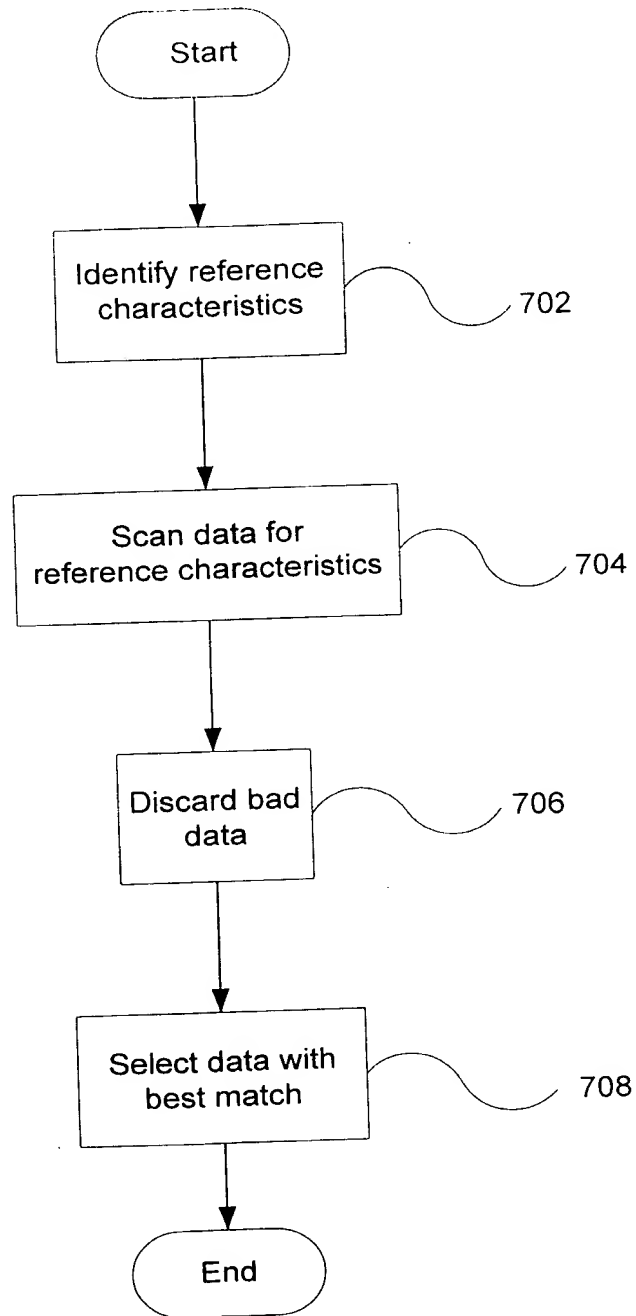 Start
Identify reference
characteristics
702
Scan data for
reference characteristics
704
Discard bad
data
706
Select data with
best match
708
End